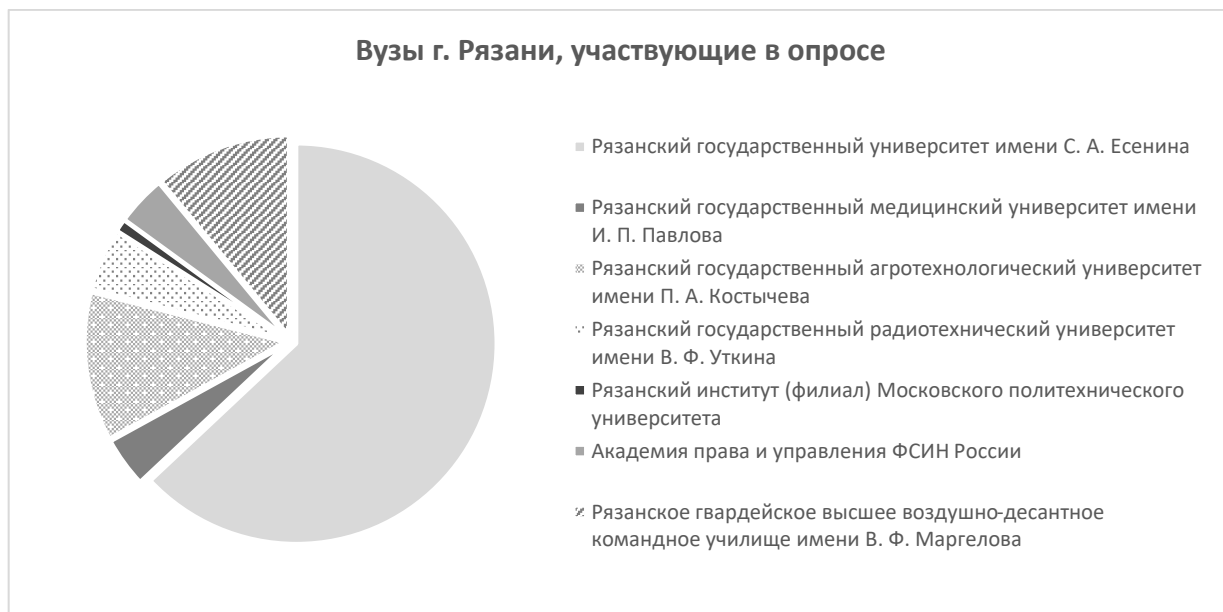 Вузы г. Рязани, участвующие в опросе
Рязанский государственный университет имени С. А. Есенина
Рязанский государственный медицинский университет имени
И. П. Павлова
Рязанский государственный агротехнологический университет
имени П. А. Костычева
Рязанский государственный радиотехнический университет
имени В. Ф. Уткина
Рязанский институт (филиал) Московского политехнического
университета
Академия права и управления ФСИН России
Рязанское гвардейское высшее воздушно-десантное
командное училище имени В. Ф. Маргелова